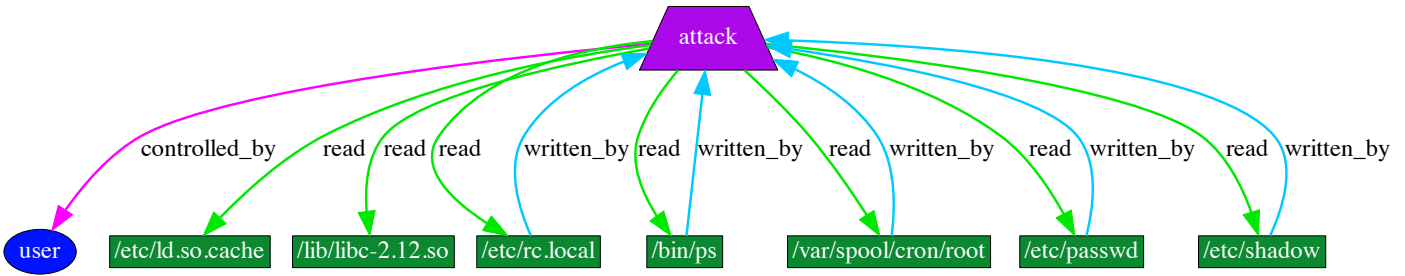 attack
controlled_by read read read written_by read written_by read written_by read written_by read written_by
user /etc/ld.so.cache /lib/libc-2.12.so /etc/rc.local /bin/ps /var/spool/cron/root /etc/passwd /etc/shadow